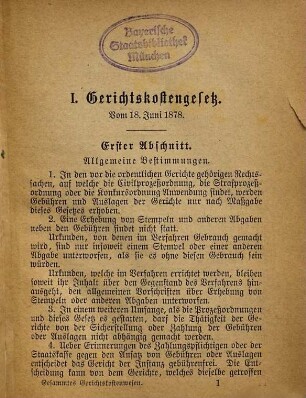 Bayerische
Staatsbibliothek
München
I. Gerichtskostengesetz.
Vom 18. Juni 1878.
Erster Abschnitt.
Allgemeine Bestimmungen.
1. In den vor die ordentlichen Gerichte gehörigen Rechts-
sachen, auf welche die Civilprozeßordnung, die Strafprozeß-
ordnung oder die Konkursordnung Anwendung findet, werden
Gebühren und Auslagen der Gerichte nur nach Maßgabe
dieses Gesetzes erhoben.
2. Eine Erhebung von Stempeln und anderen Abgaben
neben den Gebühren findet nicht statt.
Urkunden, von denen im Verfahren Gebrauch gemacht
wird, sind nur insoweit einem Stempel oder einer anderen
Abgabe unterworfen, als sie es ohne diesen Gebrauch sein
würden.
Urkunden, welche im Verfahren errichtet werden, bleiben
soweit ihr Inhalt über den Gegenstand des Verfahrens hin-
ausgeht, den allgemeinen Vorschriften über Erhebung von
Stempeln oder anderen Abgaben unterworfen.
3. In einem weiteren Umfange, als die Prozeßordnungen
und dieses Gesetz es gestatten, darf die Thätigkeit der Ge-
richte von der Sicherstellung oder Zahlung der Gebühren
oder Auslagen nicht abhängig gemacht werden.
4. Ueber Erinnerungen des Zahlungspflichtigen oder der
Staatskasse gegen den Ansatz von Gebühren oder Auslagen
entscheidet das Gericht der Instanz gebührenfrei. Die Ent-
scheidung kann von dem Gerichte, welches dieselbe getroffen
Gesammtes Gerichtskostenwesen. 1